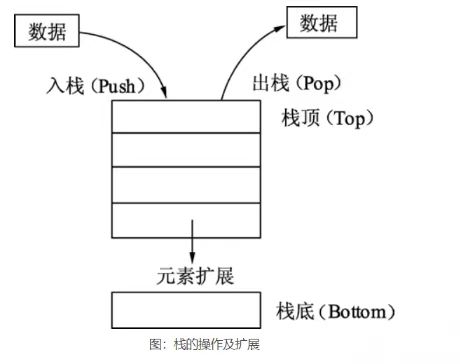 数据
数据
入栈(Push)
出栈(Pop)
栈顶(Top)
元素扩展
栈底(Bottom)
图：栈的操作及扩展